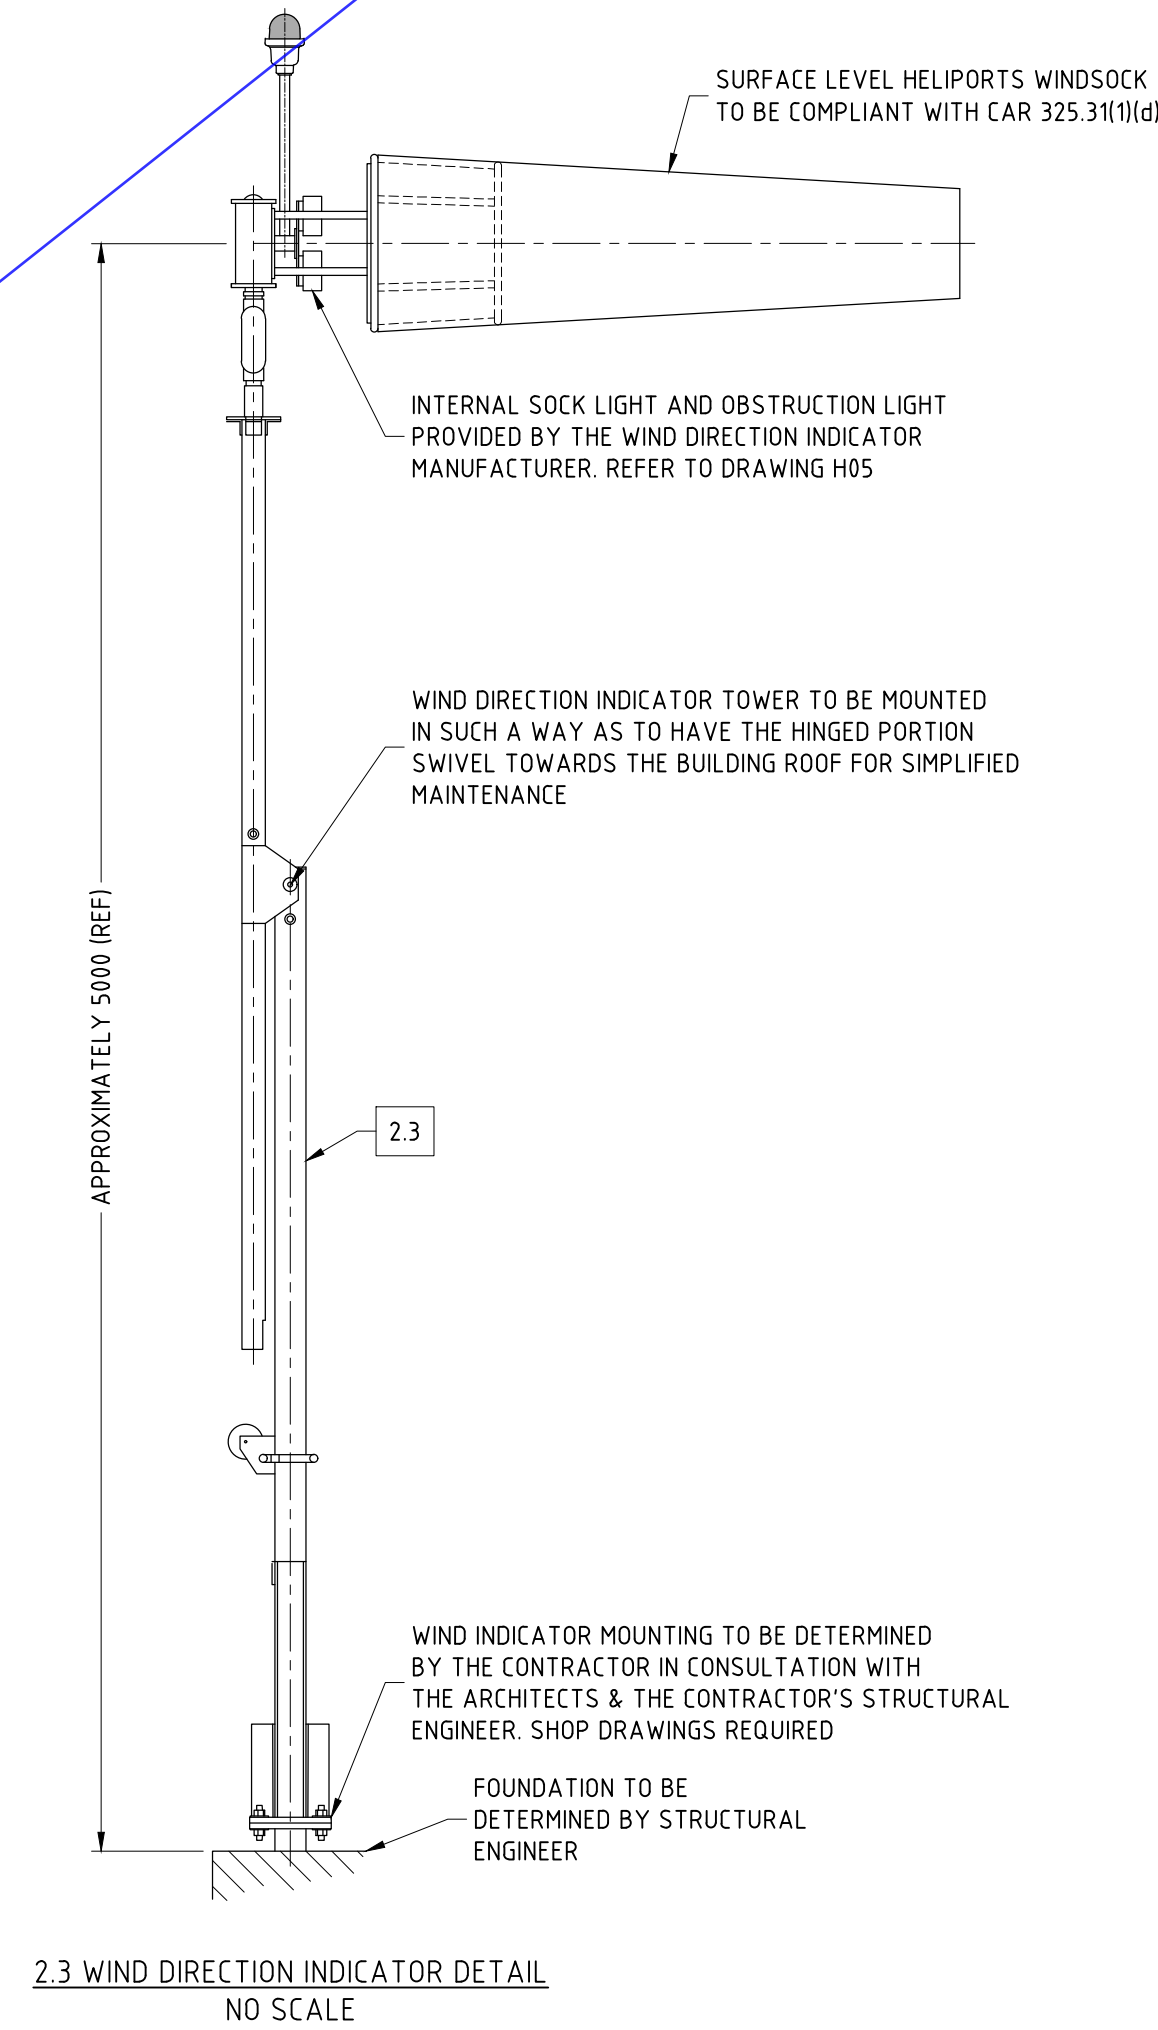 SURFACE LEVEL HELIPORTS WINDSOCK
TO BE COMPLIANT WITH CAR 325.31(1)(d)
INTERNAL SOCK LIGHT AND OBSTRUCTION LIGHT
PROVIDED BY THE WIND DIRECTION INDICATOR
MANUFACTURER. REFER TO DRAWING H05
WIND DIRECTION INDICATOR TOWER TO BE MOUNTED
IN SUCH A WAY AS TO HAVE THE HINGED PORTION
SWIVEL TOWARDS THE BUILDING ROOF FOR SIMPLIFIED
MAINTENANCE
APPROXIMATELY 5000 (REF)
2.3
WIND INDICATOR MOUNTING TO BE DETERMINED
BY THE CONTRACTOR IN CONSULTATION WITH
THE ARCHITECTS & THE CONTRACTOR'S STRUCTURAL
ENGINEER. SHOP DRAWINGS REQUIRED
FOUNDATION TO BE
DETERMINED BY STRUCTURAL
ENGINEER
2.3 WIND DIRECTION INDICATOR DETAIL
NO SCALE